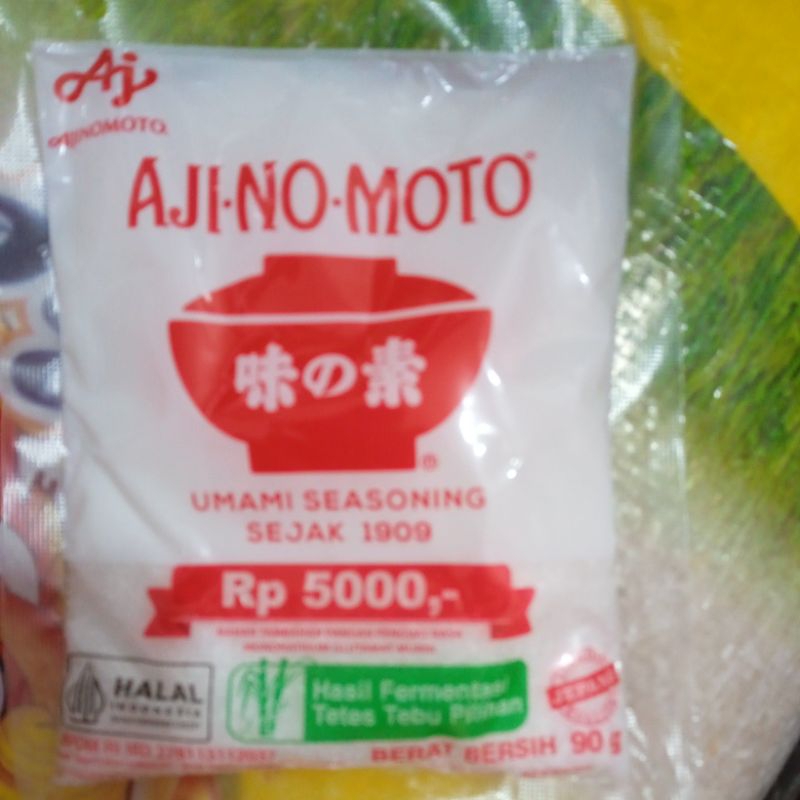 Aj
AJINOMOTO.
AJI·NO·MOTO®
味の素
®
UMAMI SEASONING
SEJAK 1909
Rp 5000,-
HALAL
INDONESIA
Hasil Fermentasi
Tetes Tebu Pilihan
JEPANG
BERAT BERSIH 90 g